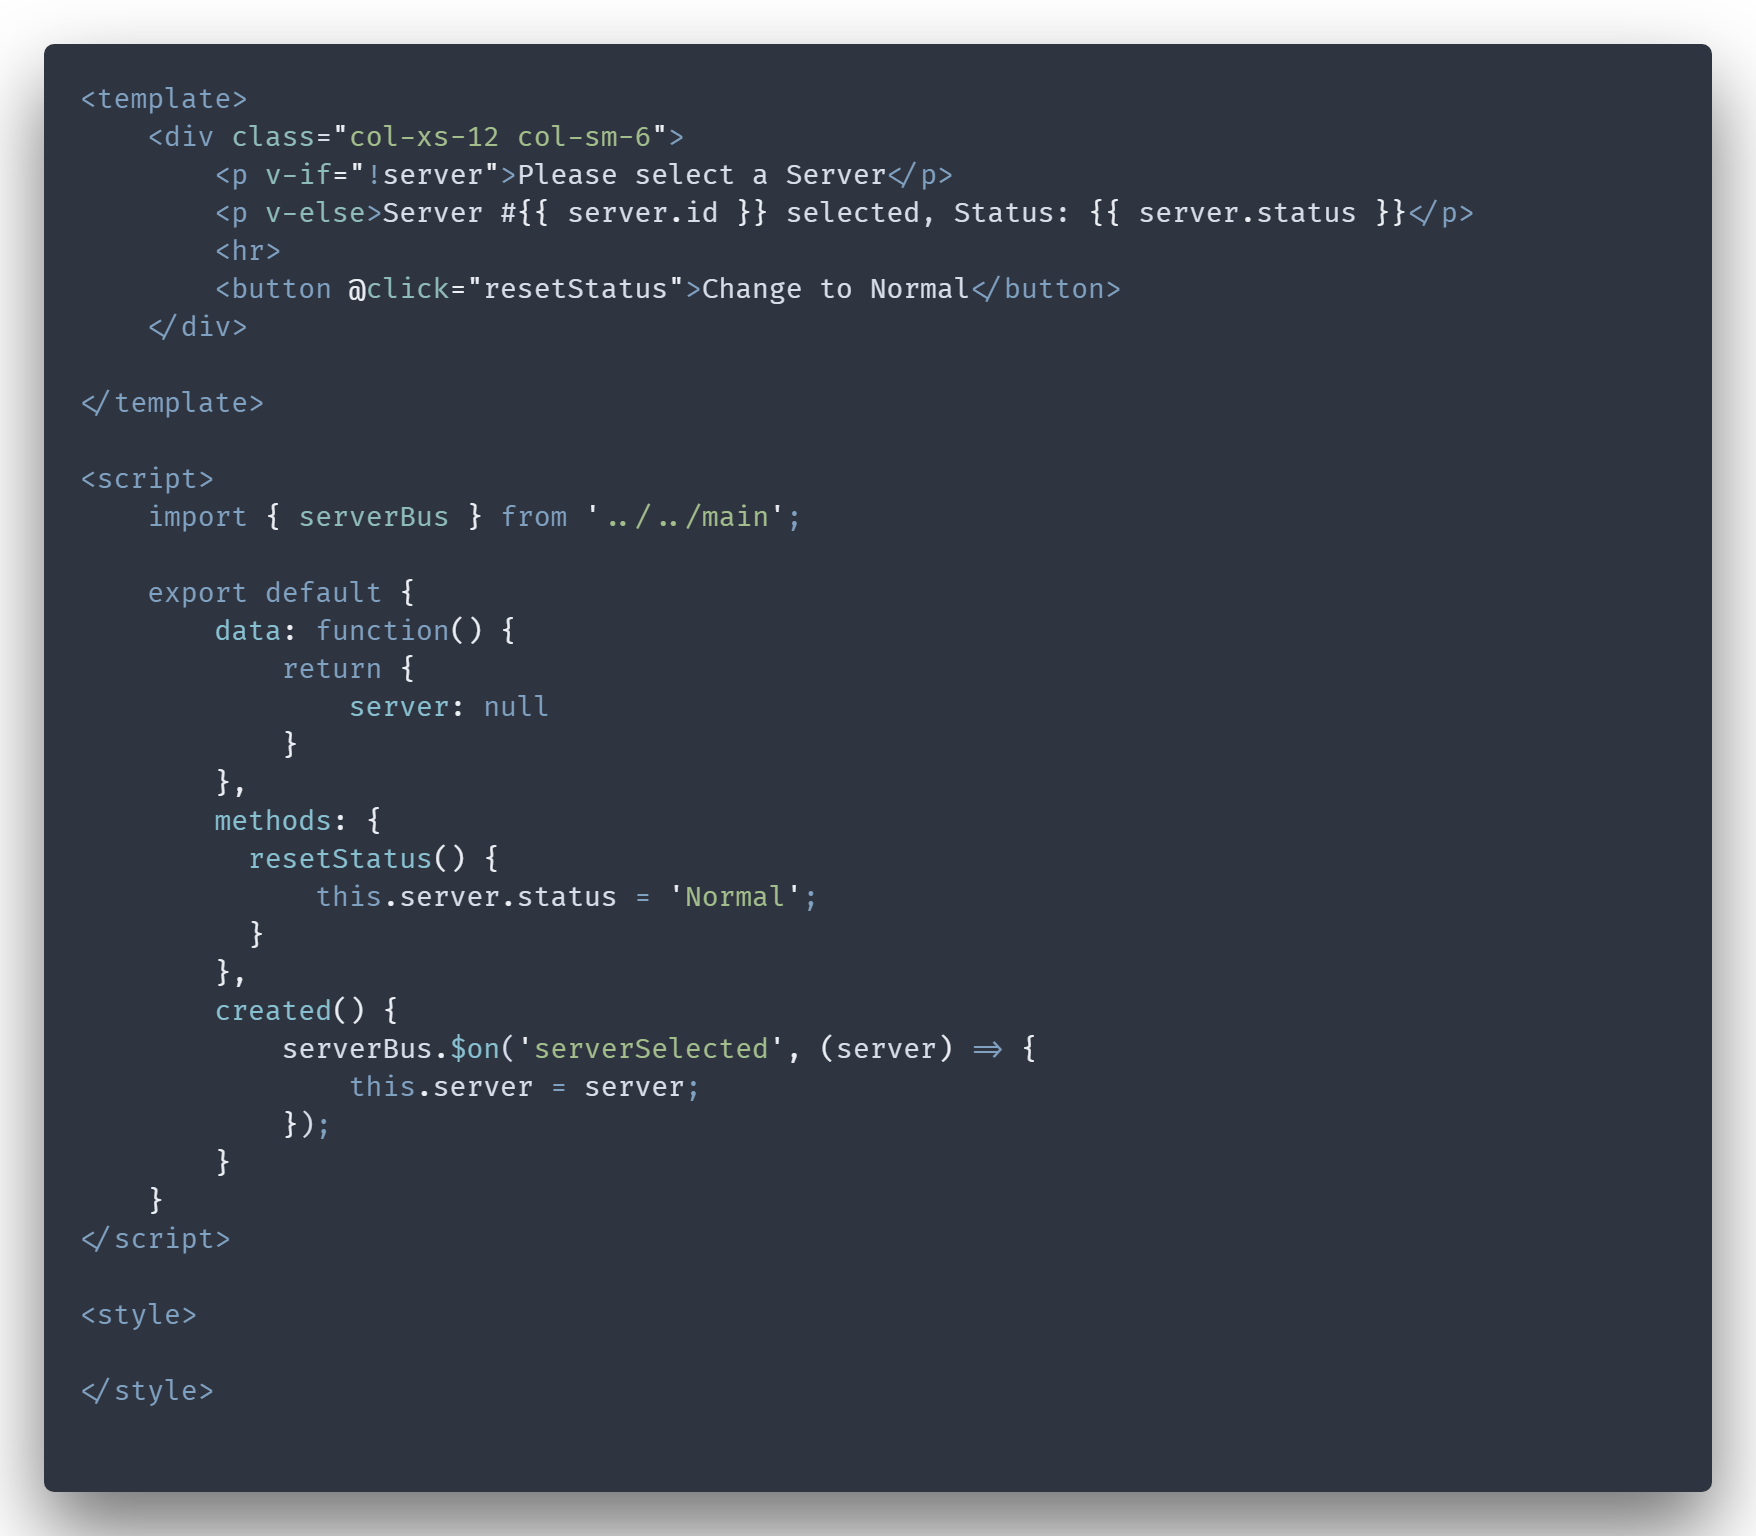 <template>
    <div class="col-xs-12 col-sm-6">
        <p v-if="!server">Please select a Server</p>
        <p v-else>Server #{{ server.id }} selected, Status: {{ server.status }}</p>
        <hr>
        <button @click="resetStatus">Change to Normal</button>
    </div>

</template>

<script>
    import { serverBus } from '../../main';

    export default {
        data: function() {
            return {
                server: null
            }
        },
        methods: {
          resetStatus() {
              this.server.status = 'Normal';
          }
        },
        created() {
            serverBus.$on('serverSelected', (server) => {
                this.server = server;
            });
        }
    }
</script>

<style>

</style>